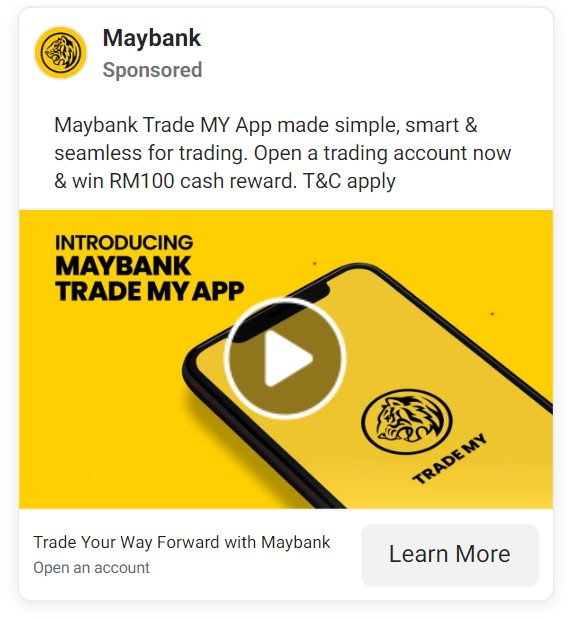 Maybank
Sponsored
Maybank Trade MY App made simple, smart &
seamless for trading. Open a trading account now
& win RM100 cash reward. T&C apply
INTRODUCING
MAYBANK
TRADE MY APP
TRADE MY
Trade Your Way Forward with Maybank
Open an account
Learn More